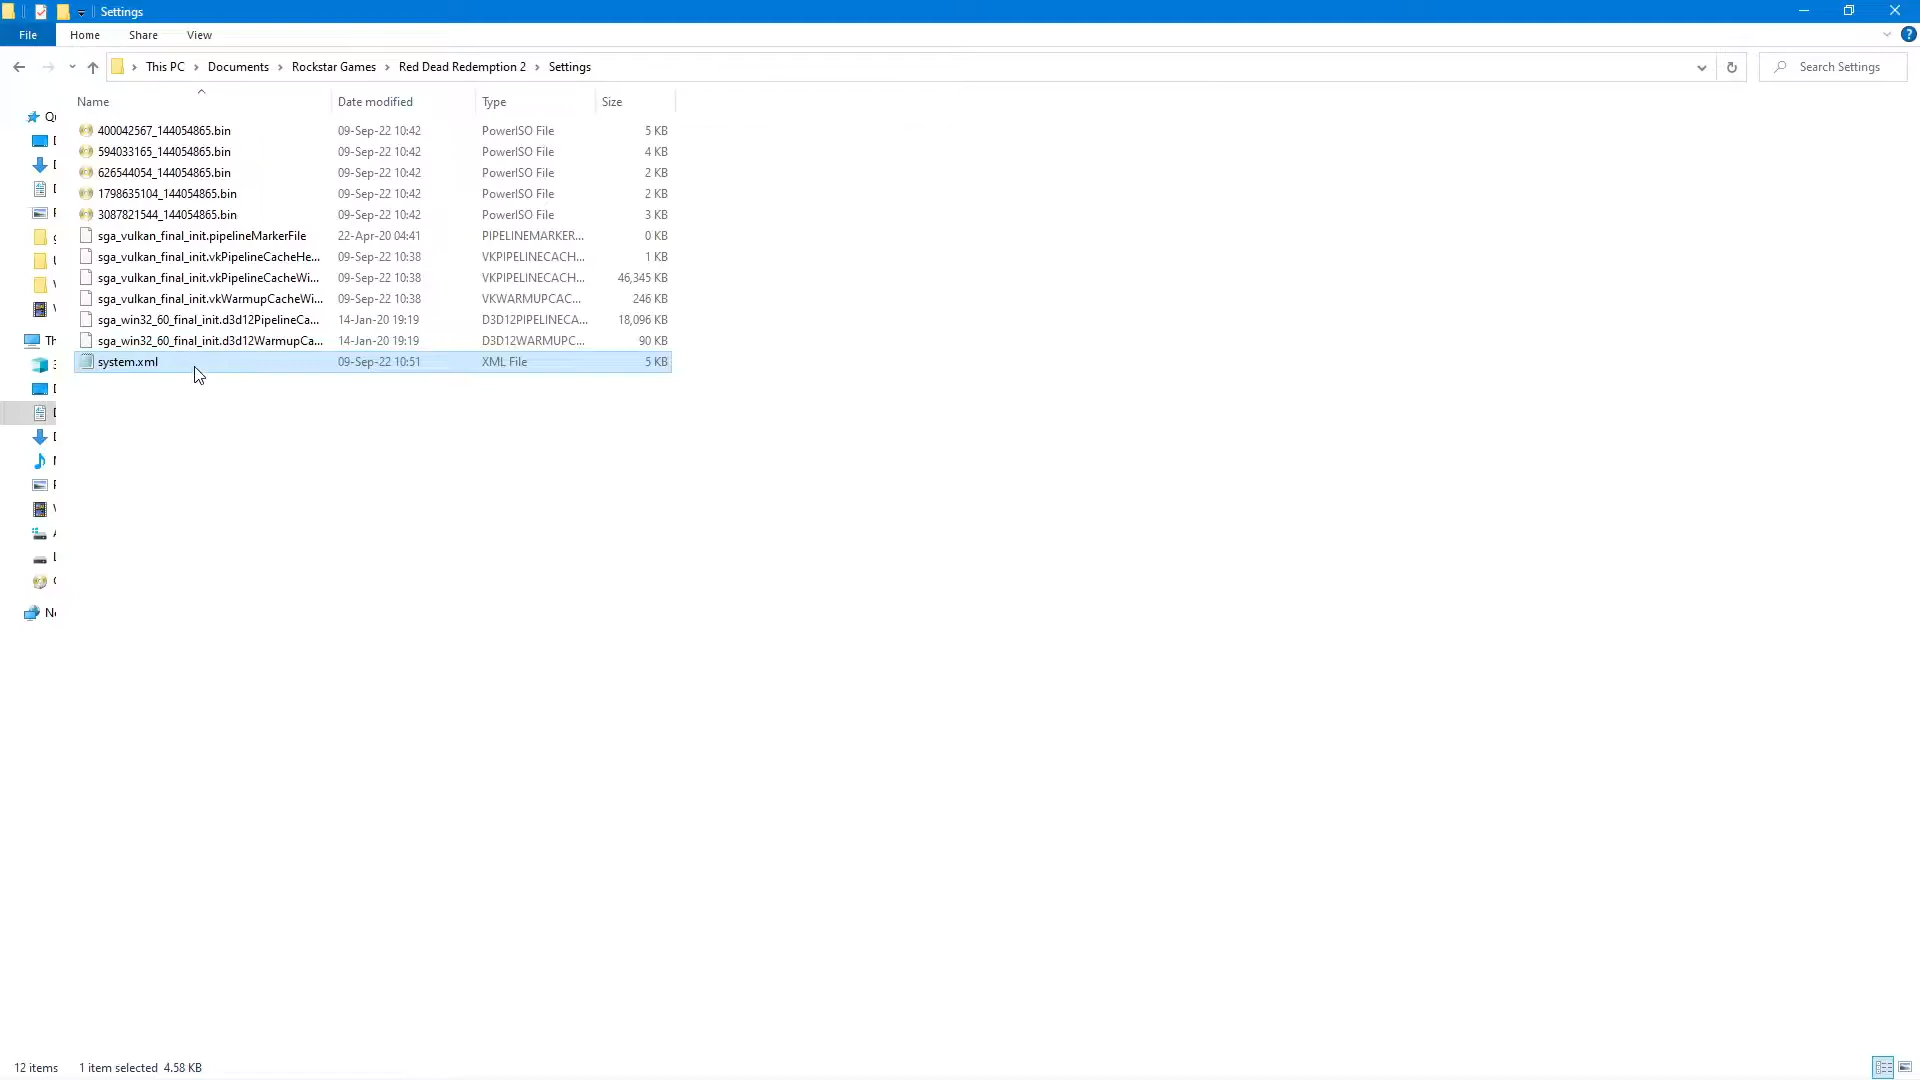 Settings
File Home Share View
This PC Documents Rockstar Games Red Dead Redemption 2 Settings
Search Settings
Name Date modified Type Size
400042567_144054865.bin 09-Sep-22 10:42 PowerISO File 5 KB
594033165_144054865.bin 09-Sep-22 10:42 PowerISO File 4 KB
626544054_144054865.bin 09-Sep-22 10:42 PowerISO File 2 KB
1798635104_144054865.bin 09-Sep-22 10:42 PowerISO File 2 KB
3087821544_144054865.bin 09-Sep-22 10:42 PowerISO File 3 KB
sga_vulkan_final_init.pipelineMarkerFile 22-Apr-20 04:41 PIPELINEMARKER... 0 KB
sga_vulkan_final_init.vkPipelineCacheHe... 09-Sep-22 10:38 VKPIPELINECACH... 1 KB
sga_vulkan_final_init.vkPipelineCacheWi... 09-Sep-22 10:38 VKPIPELINECACH... 46,345 KB
sga_vulkan_final_init.vkWarmupCacheWi... 09-Sep-22 10:38 VKWARMUPCAC... 246 KB
sga_win32_60_final_init.d3d12PipelineCa... 14-Jan-20 19:19 D3D12PIPELINECA... 18,096 KB
sga_win32_60_final_init.d3d12WarmupCa... 14-Jan-20 19:19 D3D12WARMUPC... 90 KB
system.xml 09-Sep-22 10:51 XML File 5 KB
12 items 1 item selected 4.58 KB